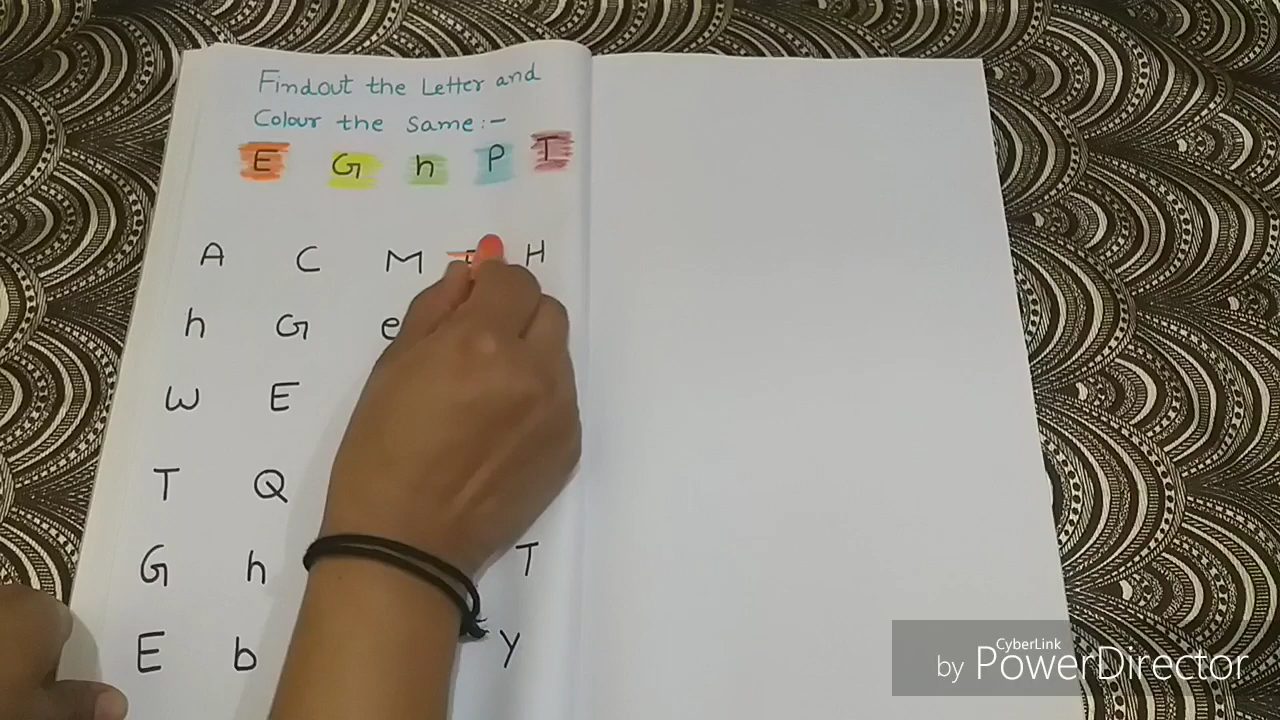 Findout the Letter and
Colour the same:-
E G h P T
A C M H
h G e
W E
T Q
G h T
E b Y
CyberLink
by PowerDirector